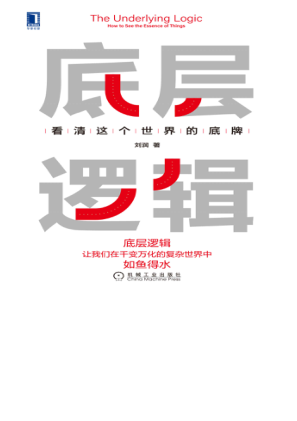 The Underlying Logic
How to See the Essence of Things
底层
看清这个世界的底牌
刘润 著
逻辑
底层逻辑
让我们在千变万化的复杂世界中
如鱼得水
机械工业出版社
China Machine Press